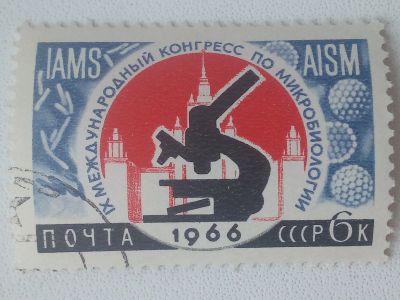 IAMS
AISM
IX МЕЖДУНАРОДНЫЙ КОНГРЕСС ПО МИКРОБИОЛОГИИ
ПОЧТА 1966 СССР 6 К